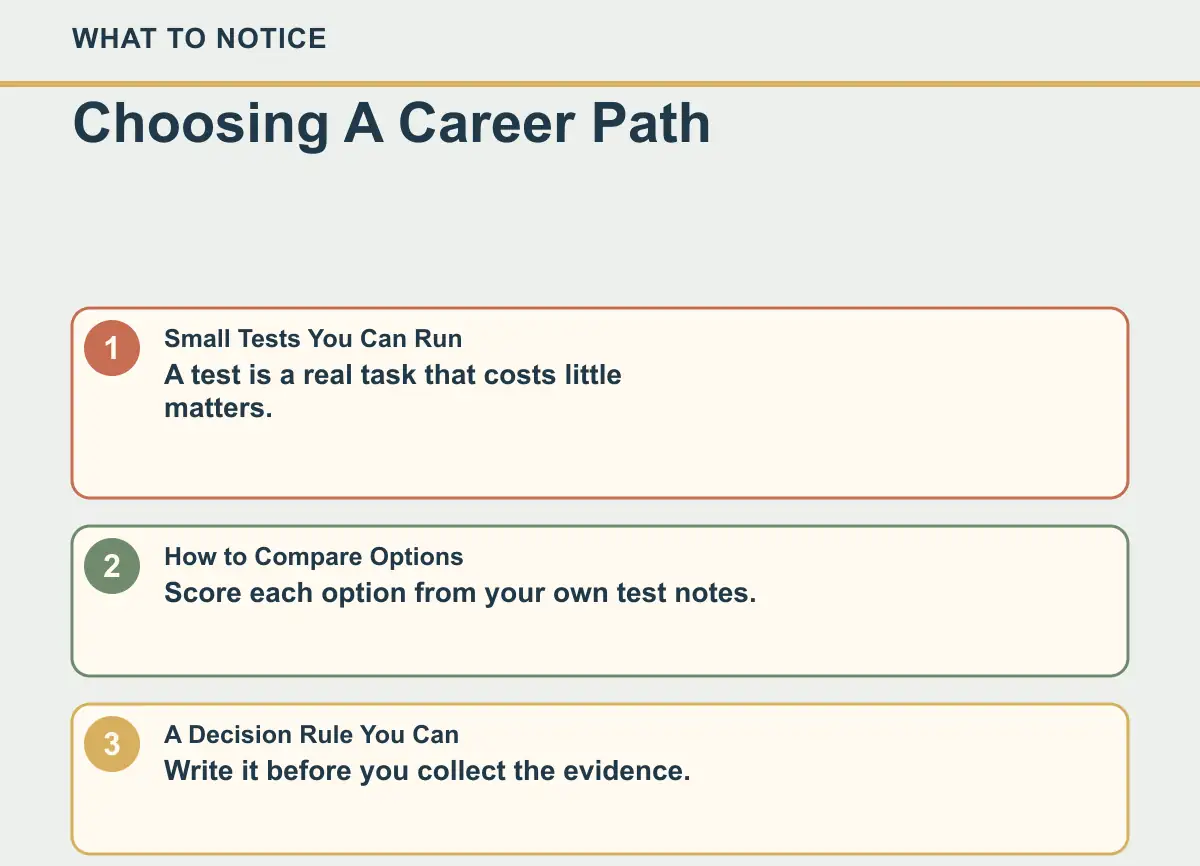 WHAT TO NOTICE
Choosing A Career Path
1
Small Tests You Can Run
A test is a real task that costs little
matters.
2
How to Compare Options
Score each option from your own test notes.
3
A Decision Rule You Can
Write it before you collect the evidence.